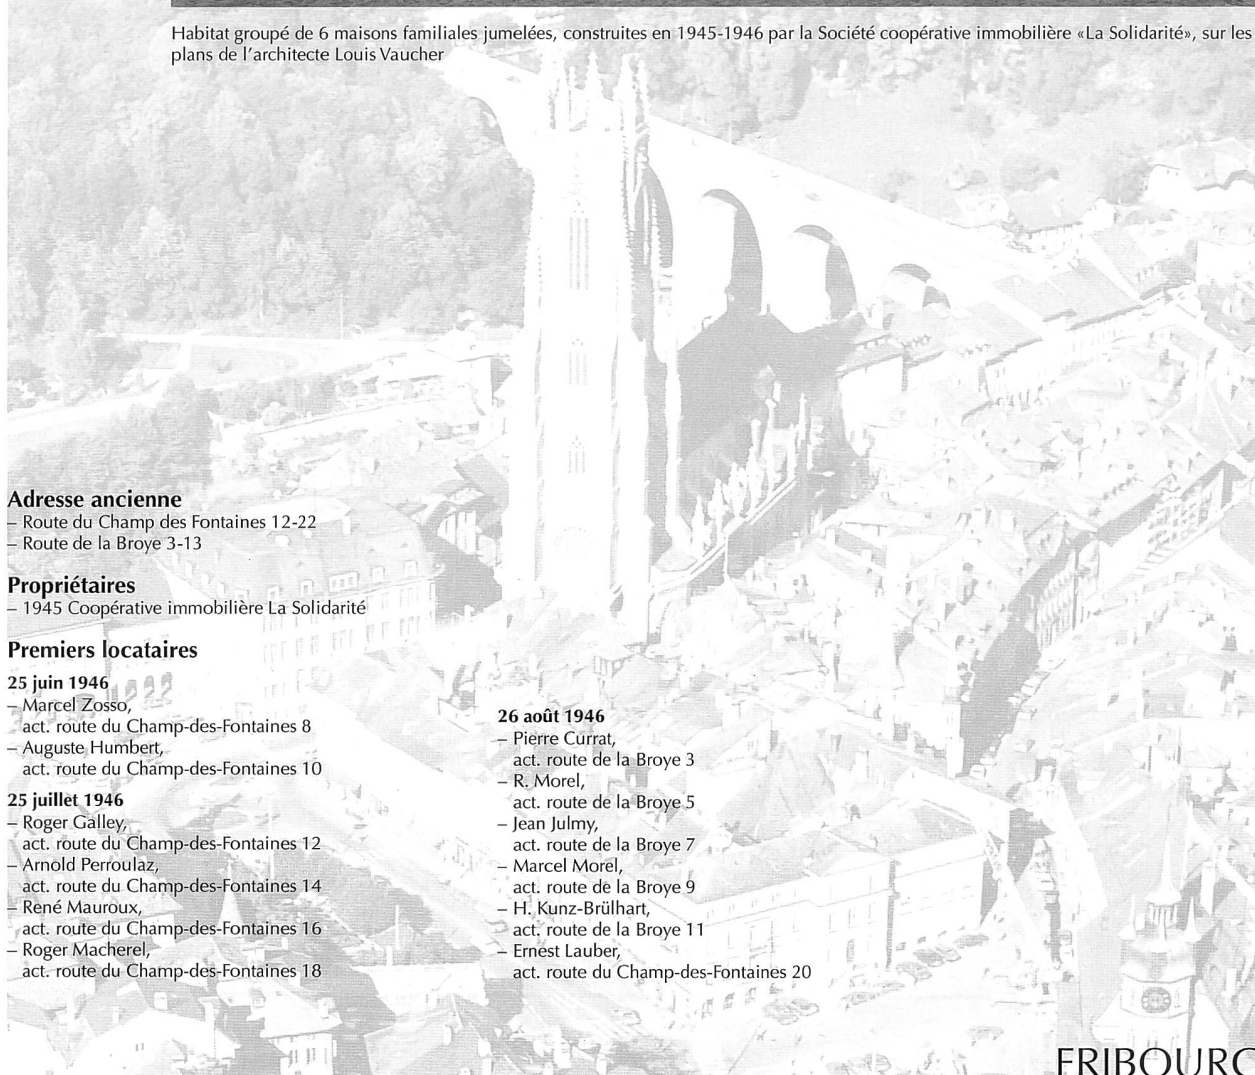 Habitat groupé de 6 maisons familiales jumelées, construites en 1945-1946 par la Société coopérative immobilière «La Solidarité», sur les
plans de l'architecte Louis Vaucher
Adresse ancienne
– Route du Champ des Fontaines 12-22
– Route de la Broye 3-13
Propriétaires
– 1945 Coopérative immobilière La Solidarité
Premiers locataires
25 juin 1946
– Marcel Zosso,
act. route du Champ-des-Fontaines 8
– Auguste Humbert,
act. route du Champ-des-Fontaines 10
25 juillet 1946
– Roger Galley,
act. route du Champ-des-Fontaines 12
– Arnold Perroulaz,
act. route du Champ-des-Fontaines 14
– René Mauroux,
act. route du Champ-des-Fontaines 16
– Roger Macherel,
act. route du Champ-des-Fontaines 18
26 août 1946
– Pierre Currat,
act. route de la Broye 3
– R. Morel,
act. route de la Broye 5
– Jean Julmy,
act. route de la Broye 7
– Marcel Morel,
act. route de la Broye 9
– H. Kunz-Brülhart,
act. route de la Broye 11
– Ernest Lauber,
act. route du Champ-des-Fontaines 20
FRIBOURG